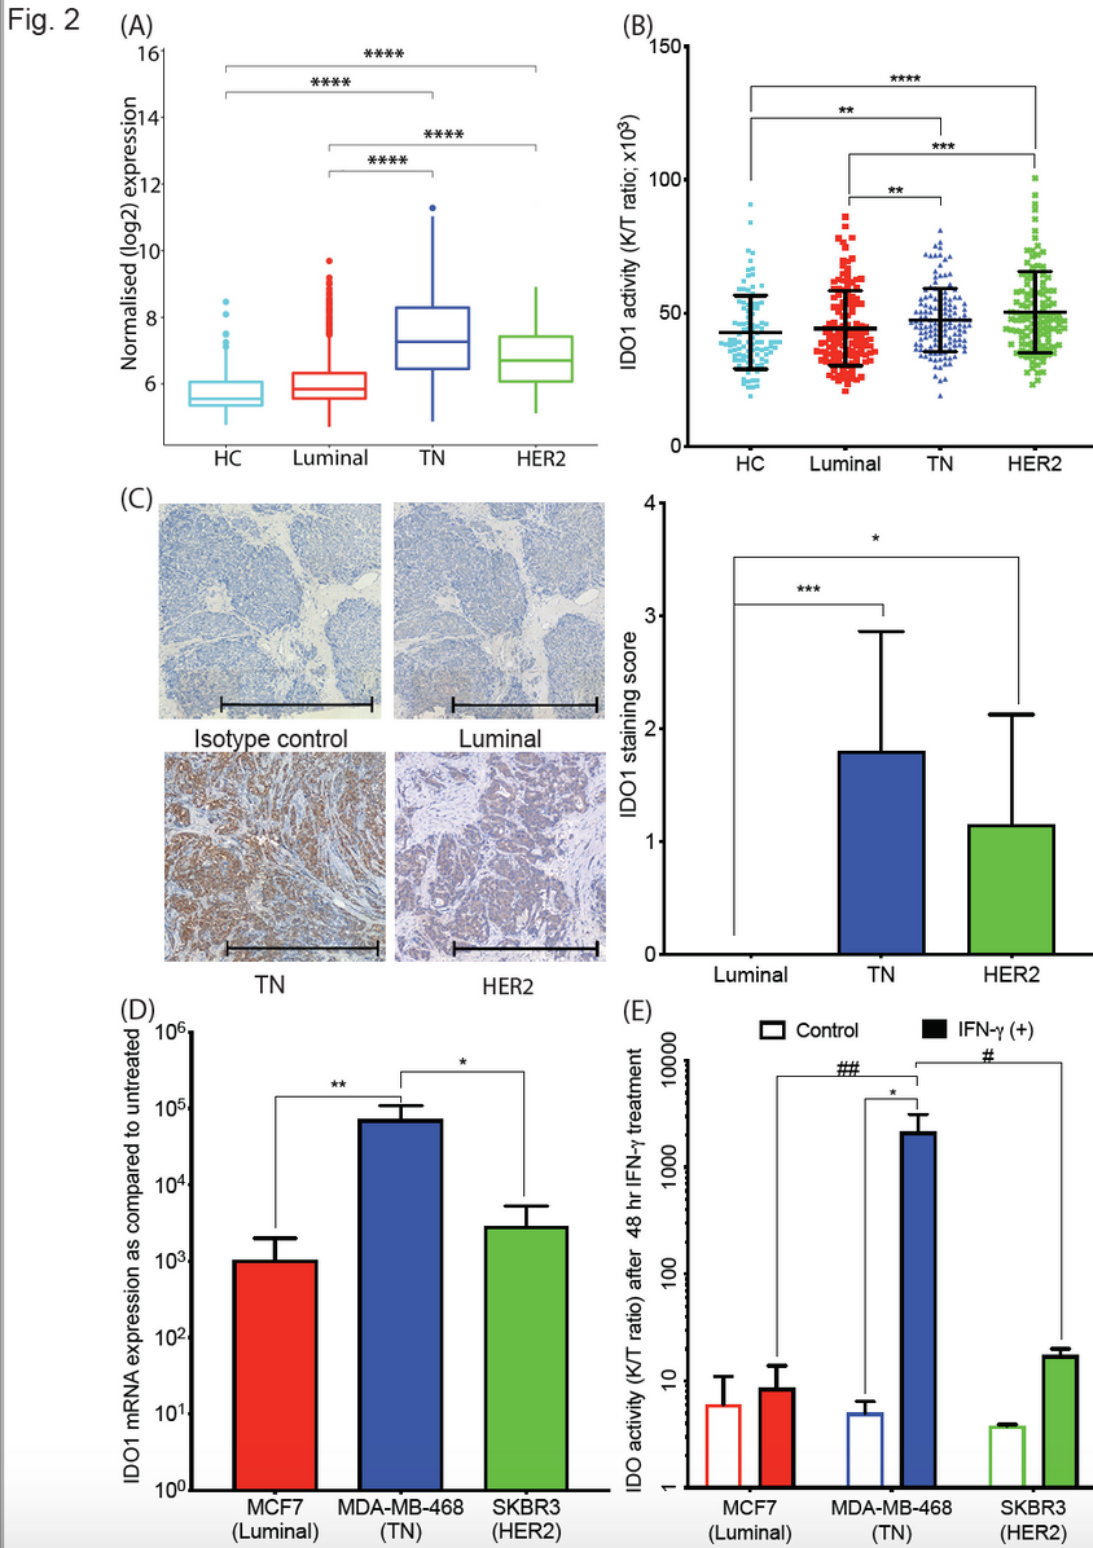 Fig. 2
(A)
Normalised (log2) expression
16
14
12
10
8
6
****
****
****
****
HC
Luminal
TN
HER2
(B)
IDO1 activity (K/T ratio; x10³)
150
100
50
0
****
**
***
**
HC
Luminal
TN
HER2
(C)
Isotype control
Luminal
TN
HER2
IDO1 staining score
4
3
2
1
0
*
***
Luminal
TN
HER2
(D)
IDO1 mRNA expression as compared to untreated
10⁶
10⁵
10⁴
10³
10²
10¹
10⁰
**
*
MCF7
(Luminal)
MDA-MB-468
(TN)
SKBR3
(HER2)
(E)
Control
IFN-γ (+)
IDO activity (K/T ratio) after 48 hr IFN-γ treatment
10000
1000
100
10
1
##
#
*
MCF7
(Luminal)
MDA-MB-468
(TN)
SKBR3
(HER2)